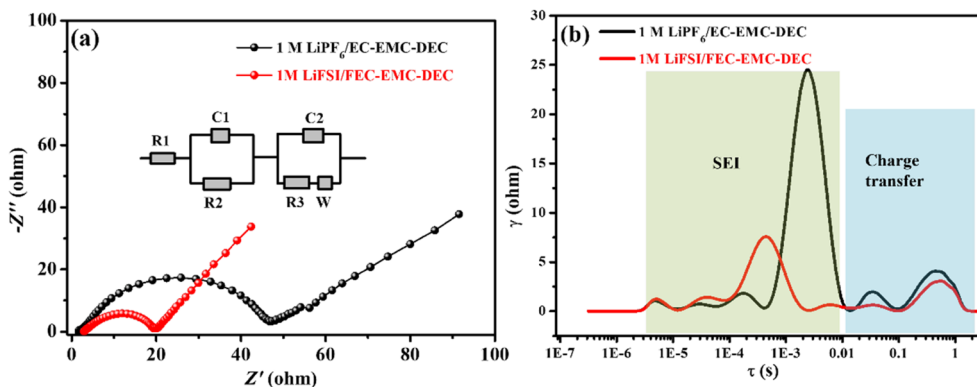 (a)
1 M LiPF6/EC-EMC-DEC
1M LiFSI/FEC-EMC-DEC
R1
C1
C2
R2
R3
W
-Z'' (ohm)
100
80
60
40
20
0
0
20
40
60
80
100
Z' (ohm)
(b)
1 M LiPF6/EC-EMC-DEC
1M LiFSI/FEC-EMC-DEC
SEI
Charge
transfer
γ (ohm)
30
25
20
15
10
5
0
1E-7
1E-6
1E-5
1E-4
1E-3
0.01
0.1
1
τ (s)